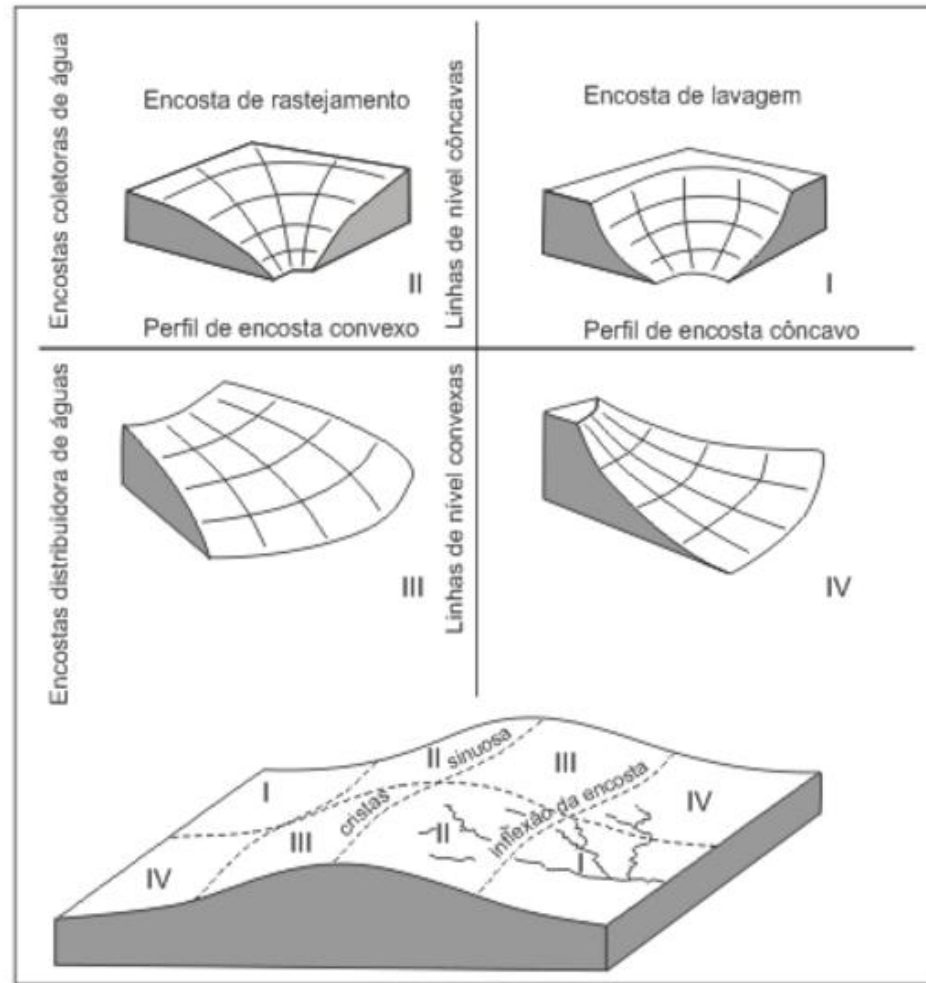 Encostas coletoras de água
Encosta de rastejamento
Linhas de nível côncavas
Encosta de lavagem
II
I
Perfil de encosta convexo
Perfil de encosta côncavo
Encostas distribuidora de águas
Linhas de nível convexas
III
IV
I
II
sinuosa
III
IV
cristas
inflexão da encosta
III
II
I
IV